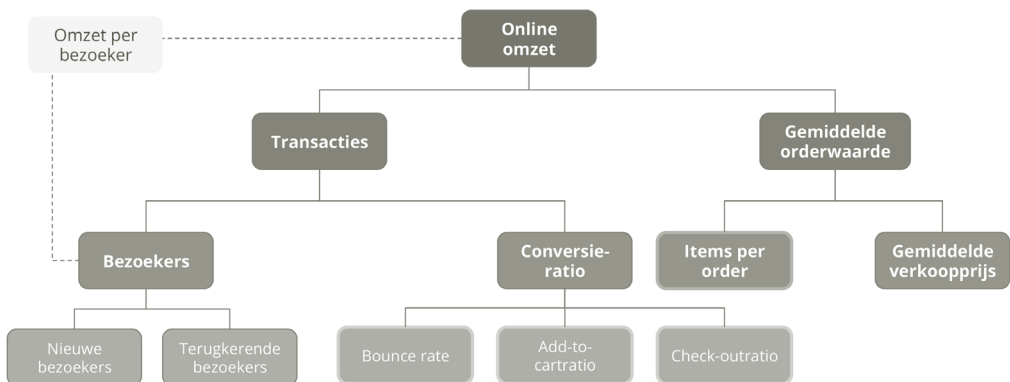 Omzet per
bezoeker
Online
omzet
Transacties
Gemiddelde
orderwaarde
Bezoekers
Conversie-
ratio
Items per
order
Gemiddelde
verkoopprijs
Nieuwe
bezoekers
Terugkerende
bezoekers
Bounce rate
Add-to-
cartratio
Check-outratio